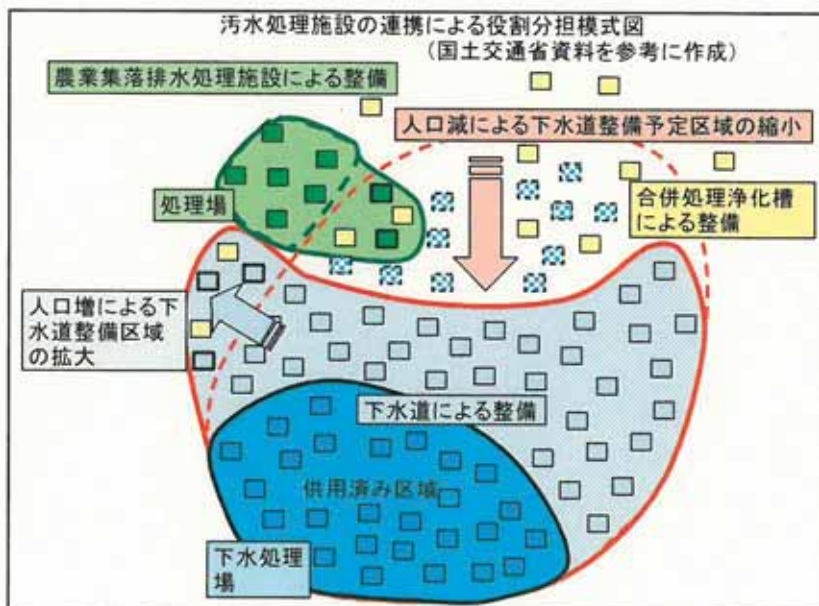 汚水処理施設の連携による役割分担模式図
（国土交通省資料を参考に作成）
農業集落排水処理施設による整備
人口減による下水道整備予定区域の縮小
処理場
合併処理浄化槽
による整備
人口増による下
水道整備区域
の拡大
下水道による整備
供用済み区域
下水処理
場